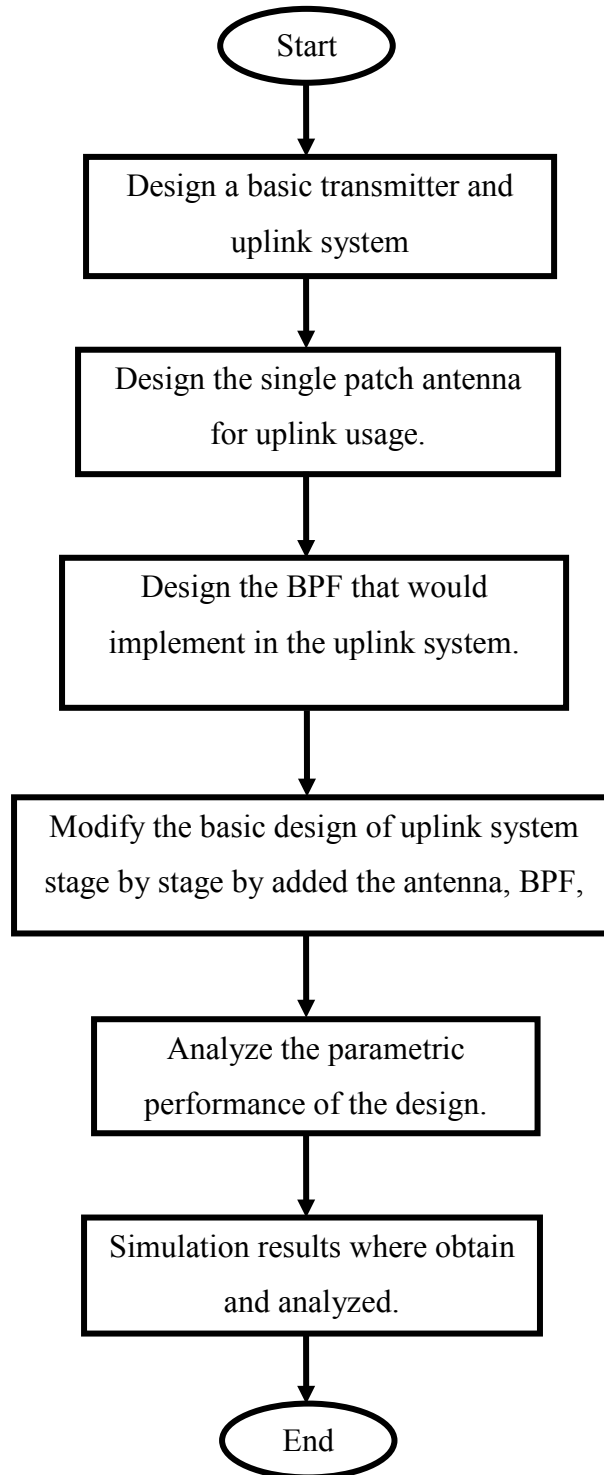 Start
Design a basic transmitter and
uplink system
Design the single patch antenna
for uplink usage.
Design the BPF that would
implement in the uplink system.
Modify the basic design of uplink system
stage by stage by added the antenna, BPF,
Analyze the parametric
performance of the design.
Simulation results where obtain
and analyzed.
End